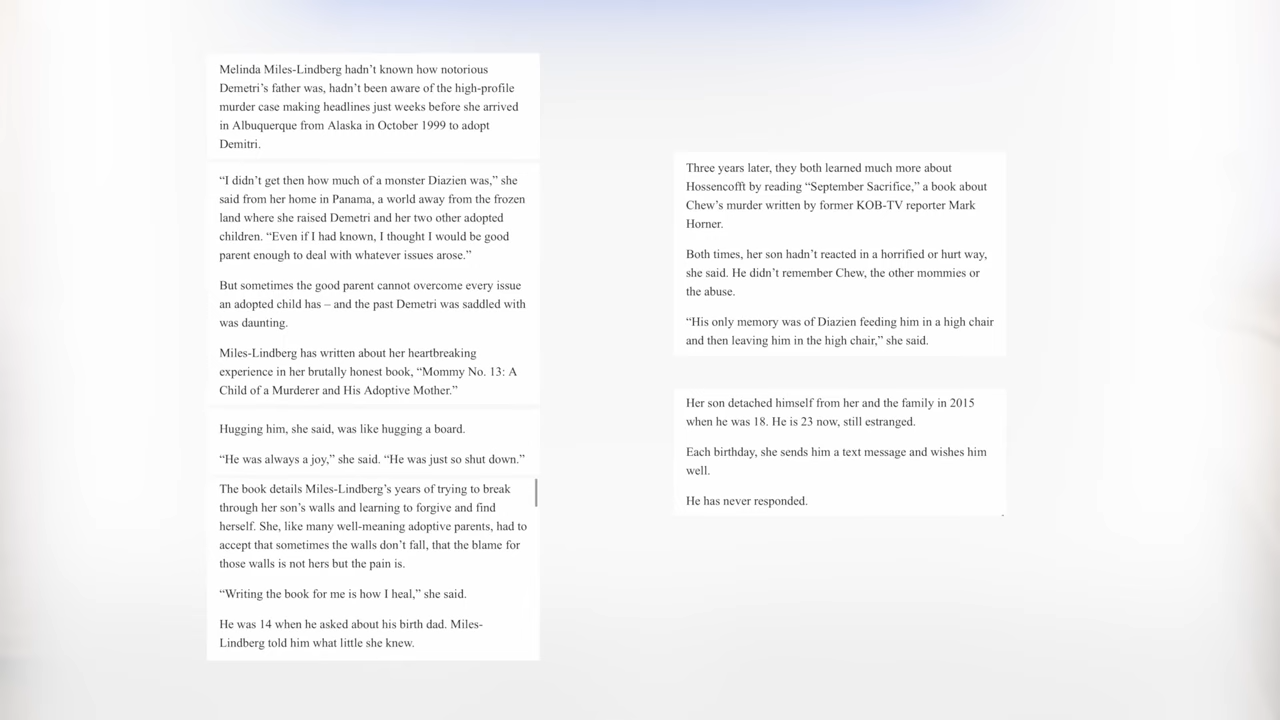 Melinda Miles-Lindberg hadn’t known how notorious
Demetri’s father was, hadn’t been aware of the high-profile
murder case making headlines just weeks before she arrived
in Albuquerque from Alaska in October 1999 to adopt
Demitri.
“I didn’t get then how much of a monster Diazien was,” she
said from her home in Panama, a world away from the frozen
land where she raised Demetri and her two other adopted
children. “Even if I had known, I thought I would be good
parent enough to deal with whatever issues arose.”
But sometimes the good parent cannot overcome every issue
an adopted child has – and the past Demetri was saddled with
was daunting.
Miles-Lindberg has written about her heartbreaking
experience in her brutally honest book, “Mommy No. 13: A
Child of a Murderer and His Adoptive Mother.”
Hugging him, she said, was like hugging a board.
“He was always a joy,” she said. “He was just so shut down.”
The book details Miles-Lindberg’s years of trying to break
through her son’s walls and learning to forgive and find
herself. She, like many well-meaning adoptive parents, had to
accept that sometimes the walls don’t fall, that the blame for
those walls is not hers but the pain is.
“Writing the book for me is how I heal,” she said.
He was 14 when he asked about his birth dad. Miles-
Lindberg told him what little she knew.
Three years later, they both learned much more about
Hossencofft by reading “September Sacrifice,” a book about
Chew’s murder written by former KOB-TV reporter Mark
Horner.
Both times, her son hadn’t reacted in a horrified or hurt way,
she said. He didn’t remember Chew, the other mommies or
the abuse.
“His only memory was of Diazien feeding him in a high chair
and then leaving him in the high chair,” she said.
Her son detached himself from her and the family in 2015
when he was 18. He is 23 now, still estranged.
Each birthday, she sends him a text message and wishes him
well.
He has never responded.